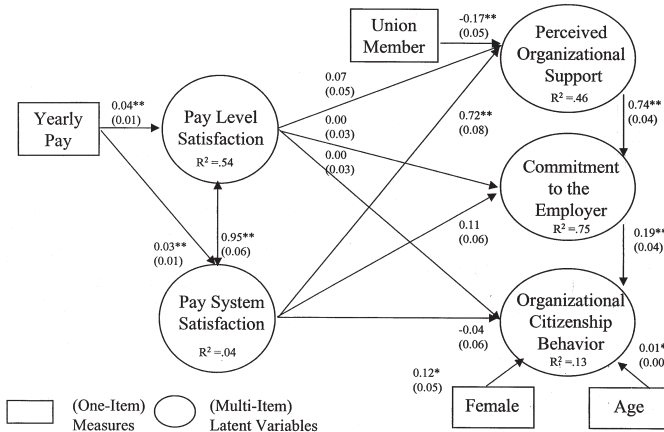 Union
Member
-0.17**
(0.05)
Perceived
Organizational
Support
R² =.46
Yearly
Pay
0.04**
(0.01)
Pay Level
Satisfaction
R² =.54
0.07
(0.05)
0.00
(0.03)
0.00
(0.03)
0.72**
(0.08)
0.74**
(0.04)
Commitment
to the
Employer
R² =.75
0.03**
(0.01)
0.95**
(0.06)
0.11
(0.06)
0.19**
(0.04)
Pay System
Satisfaction
R² =.04
-0.04
(0.06)
Organizational
Citizenship
Behavior
R² =.13
0.12*
(0.05)
0.01*
(0.00
Female
Age
(One-Item)
Measures
(Multi-Item)
Latent Variables